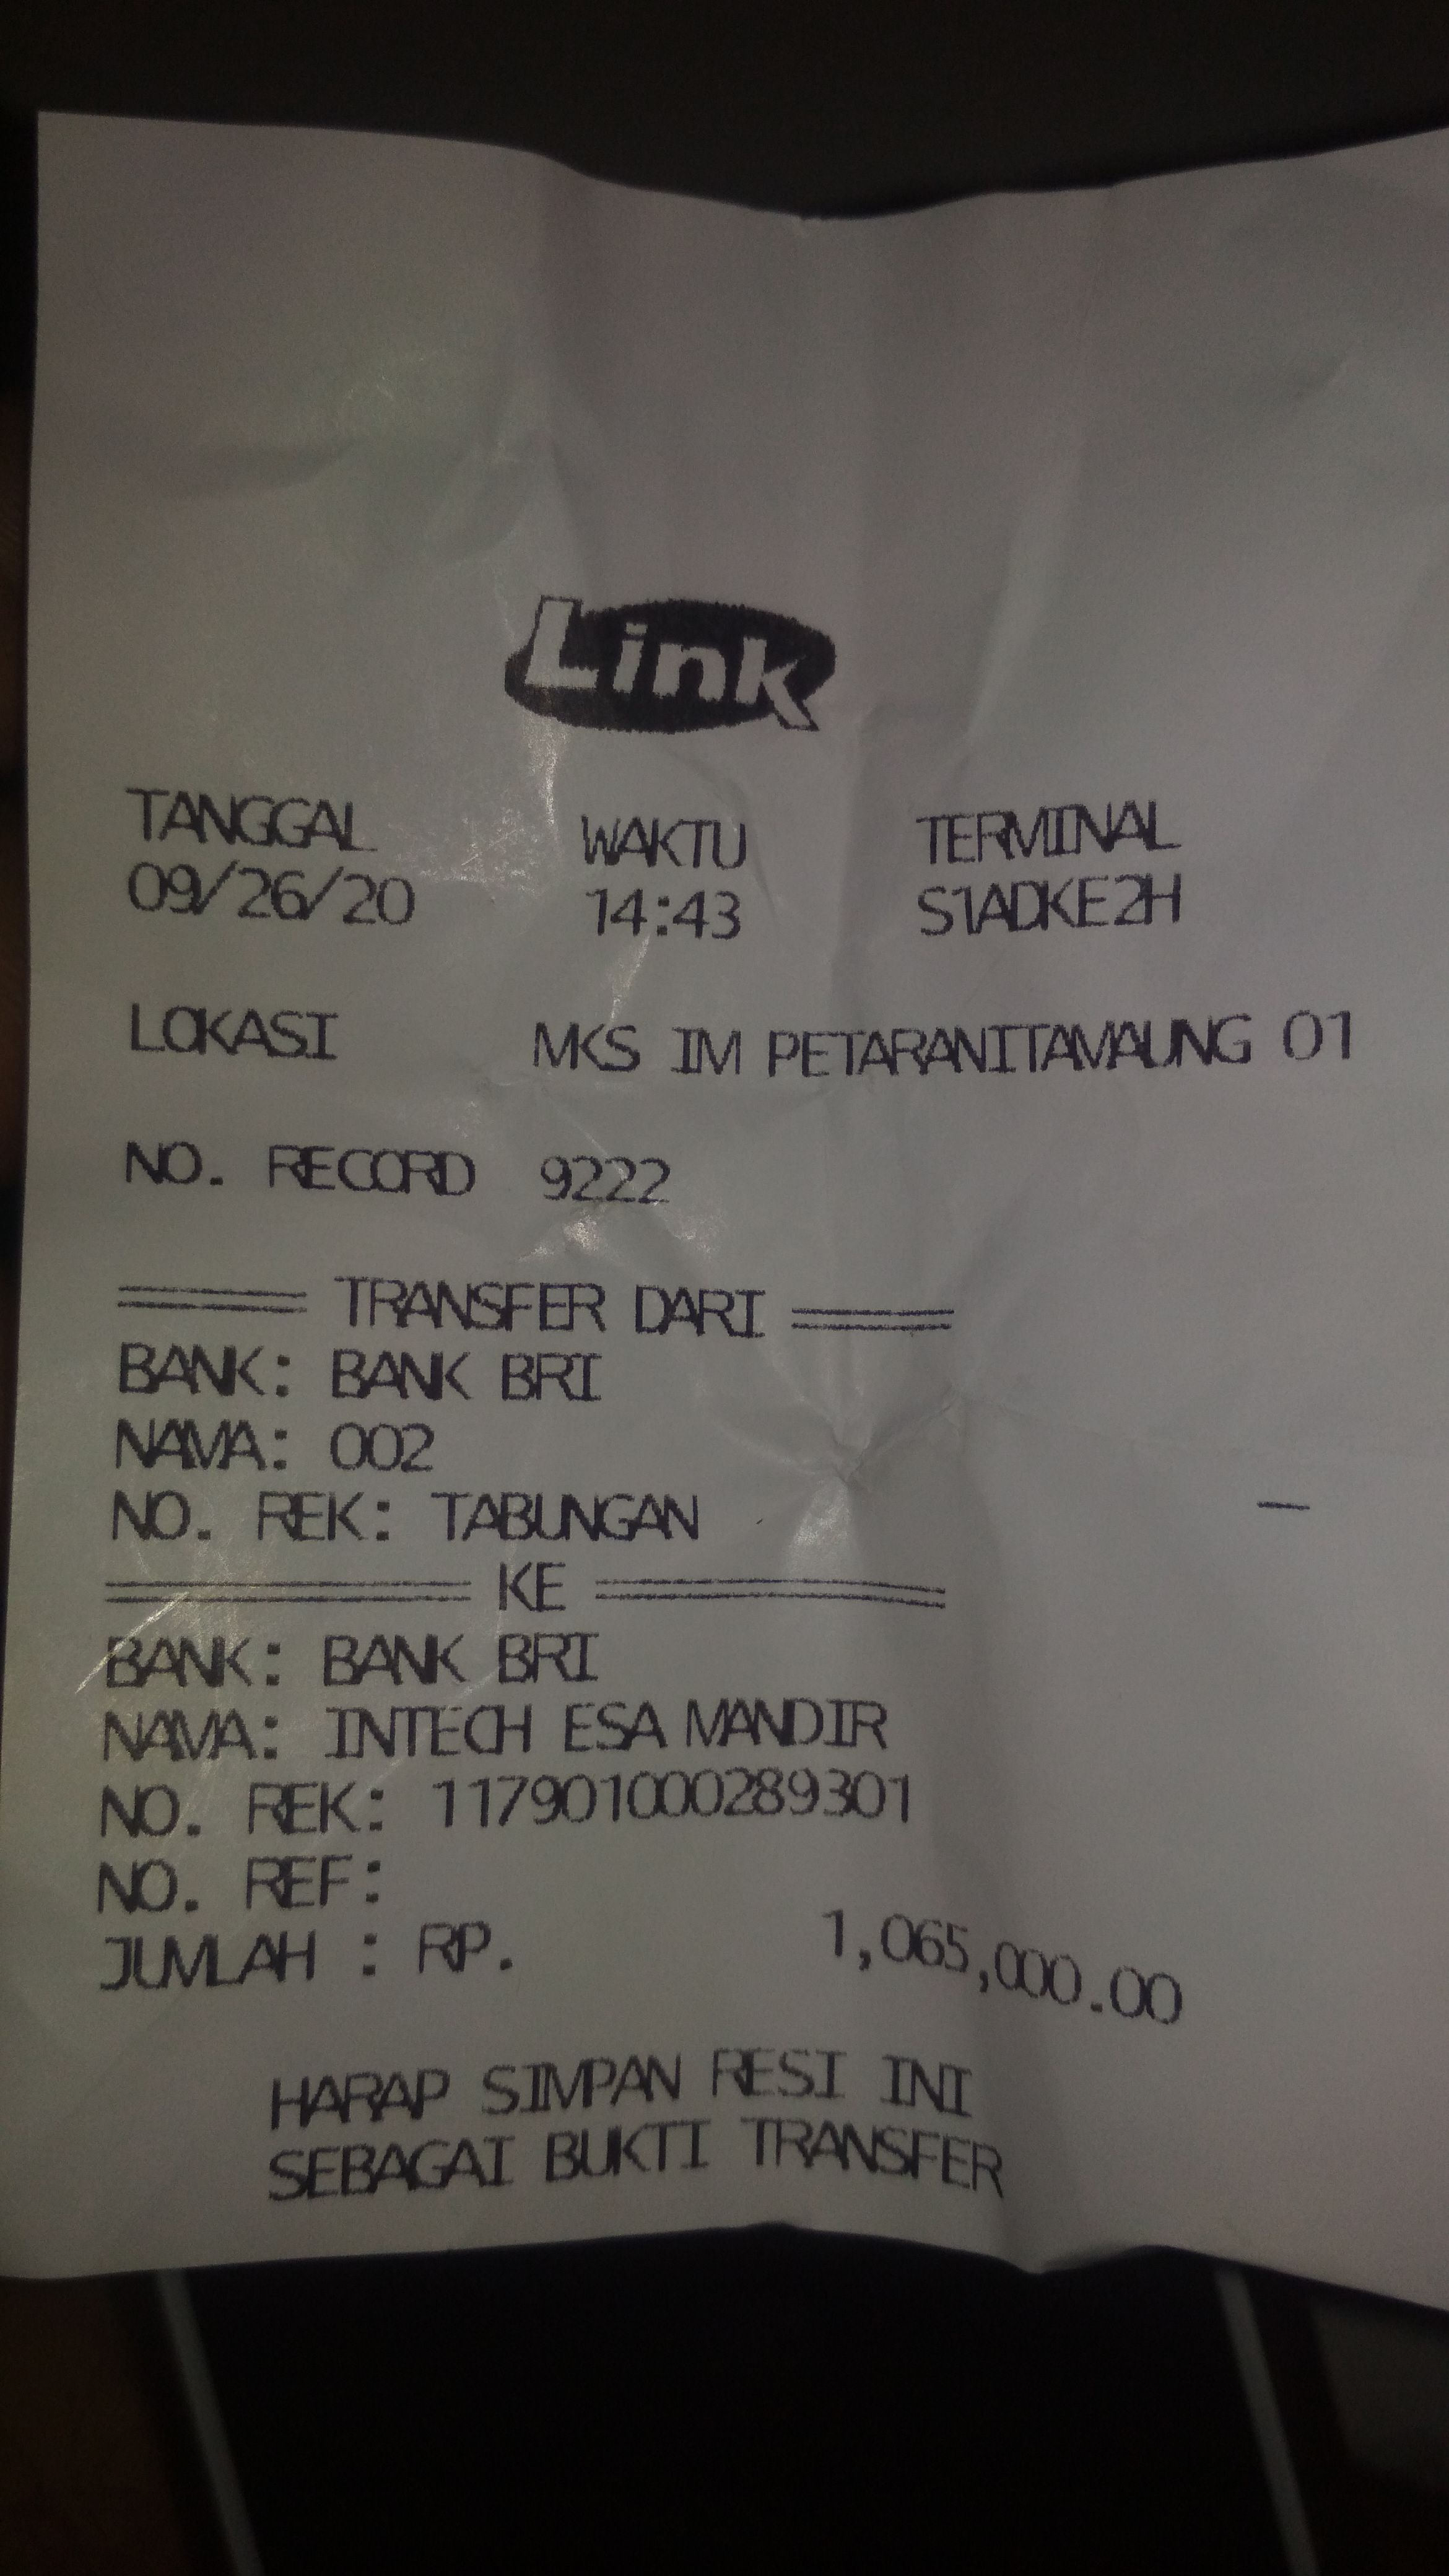 Link
TANGGAL WAKTU TERMINAL
09/26/20 14:43 S1ADKE2H
LOKASI MKS IM PETARANITAMAUNG 01
NO. RECORD 9222
===== TRANSFER DARI =====
BANK: BANK BRI
NAMA: 002
NO. REK: TABUNGAN -
========== KE ==========
BANK: BANK BRI
NAMA: INTECH ESA MANDIR
NO. REK: 117901000289301
NO. REF:
JUMLAH : RP. 1,065,000.00
HARAP SIMPAN RESI INI
SEBAGAI BUKTI TRANSFER